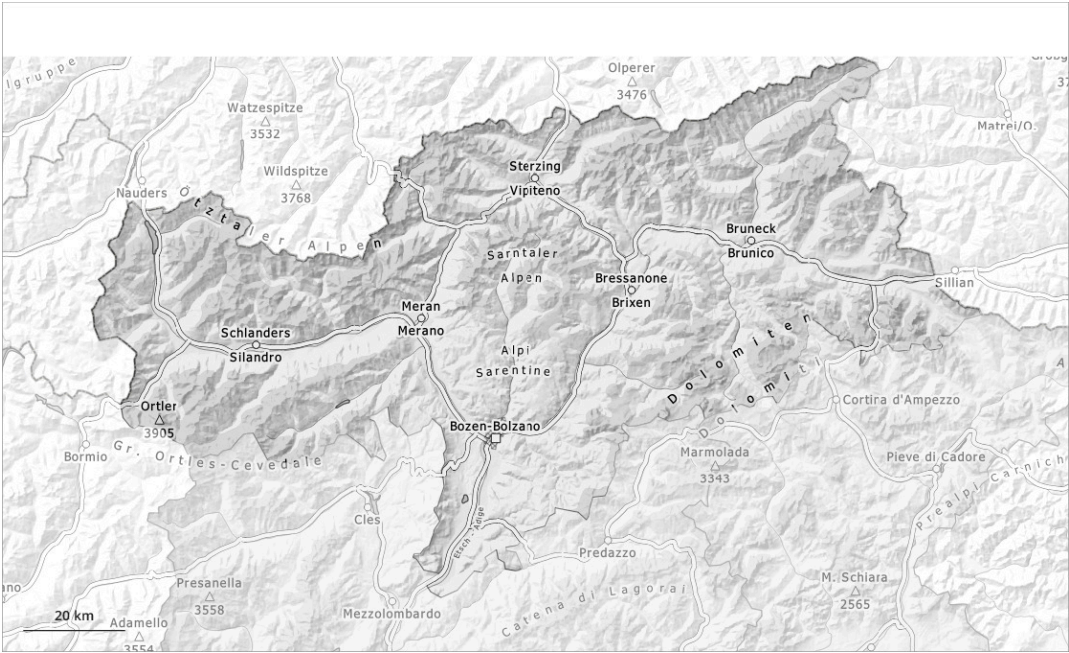 lgruppe
Olperer
3476
Watzespitze
3532
Matrei/O.
Sterzing
Vipiteno
Wildspitze
3768
Nauders
Ötztaler Alpen
Bruneck
Brunico
Sarntaler
Alpen
Bressanone
Brixen
Sillian
Meran
Merano
Schlanders
Silandro
Alpi
Sarentine
Dolomiten
Dolomiti
Ortler
3905
Cortina d'Ampezzo
Bozen-Bolzano
Bormio
Gr. Ortles-Cevedale
Marmolada
3343
Pieve di Cadore
Prealpi Carnich
Cles
Etsch - Adige
Predazzo
Presanella
3558
M. Schiara
2565
ano
Mezzolombardo
Catena di Lagorai
20 km
Adamello
3554